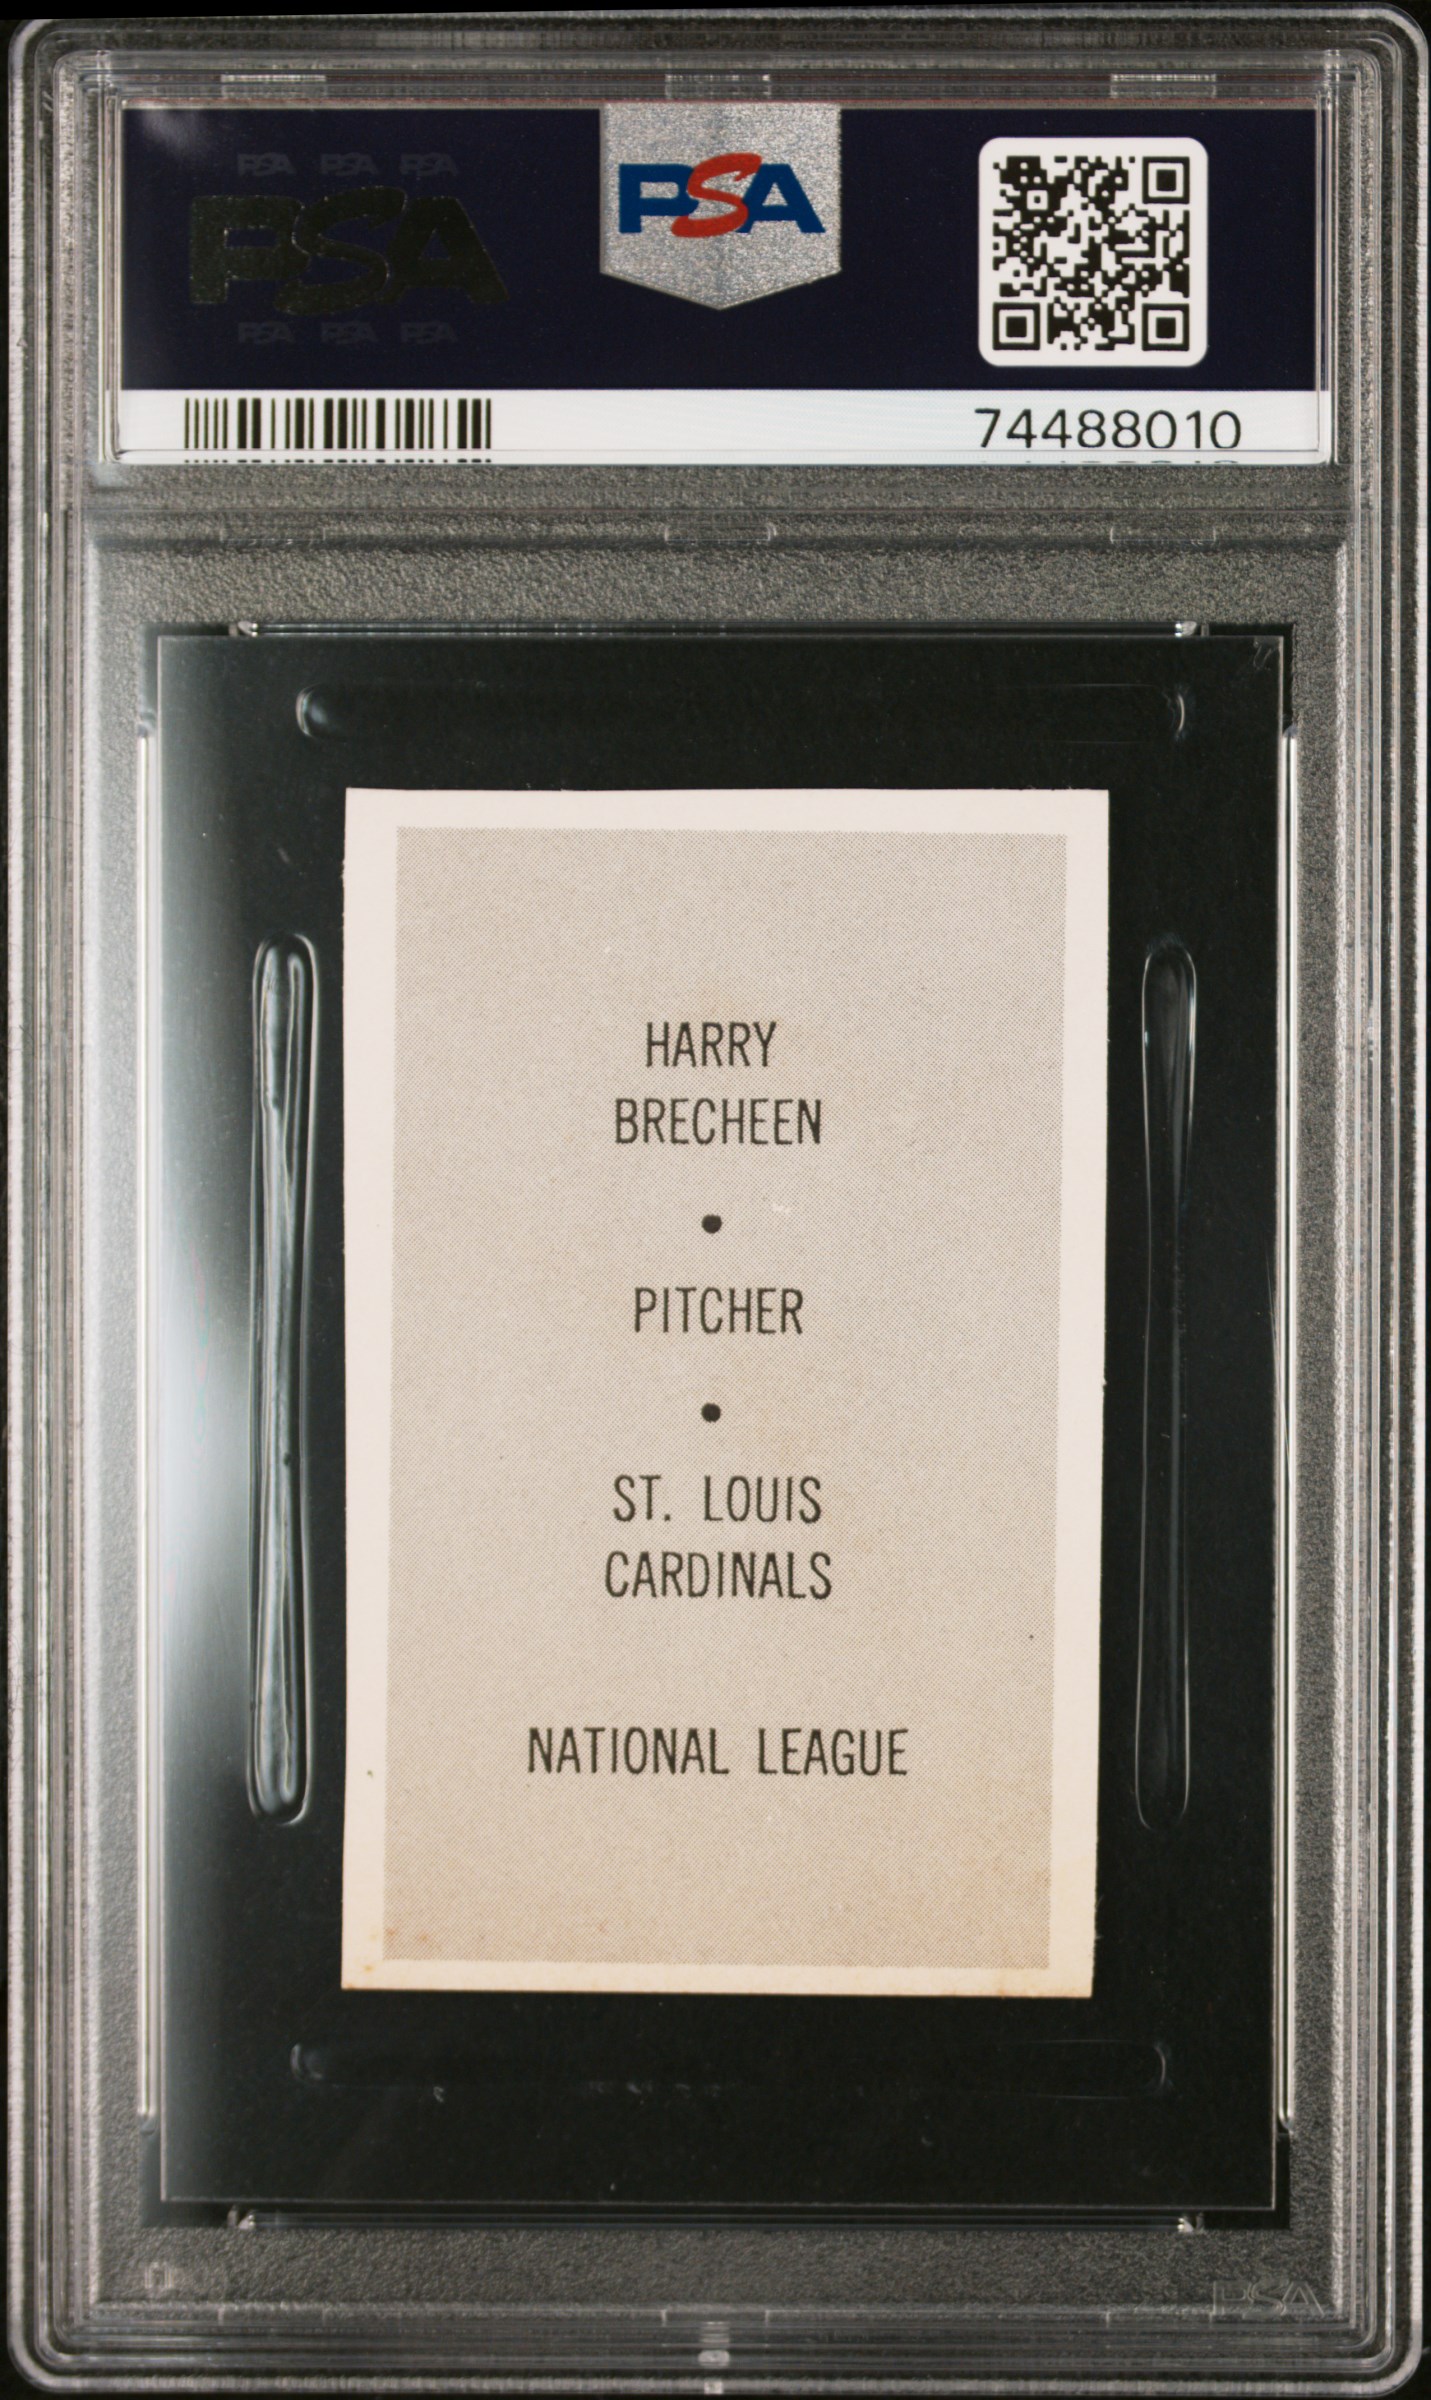 PSA PSA PSA
PSA
PSA PSA PSA
PSA
74488010
HARRY
BRECHEEN
•
PITCHER
•
ST. LOUIS
CARDINALS
NATIONAL LEAGUE
PSA